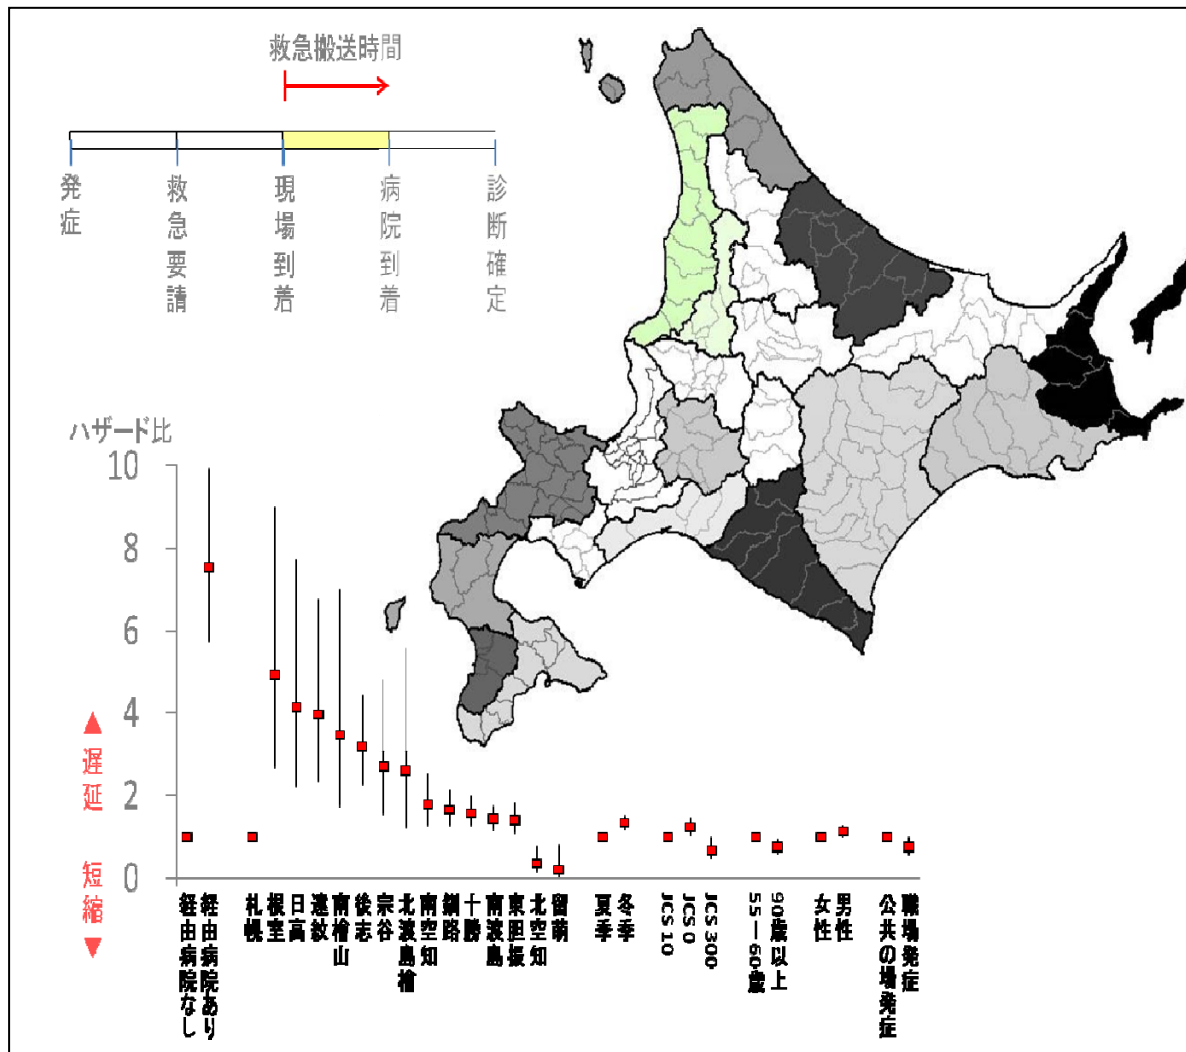 救急搬送時間
発症
救急要請
現場到着
病院到着
診断確定
ハザード比
10
8
6
4
2
0
▲
遅延
短縮
▼
経由病院なし
経由病院あり
札幌
根室
日高
遠紋
南檜山
後志
宗谷
北渡島檜
南空知
釧路
十勝
南渡島
東胆振
北空知
留萌
夏季
冬季
JCS 10
JCS 0
JCS 300
55－60歳
90歳以上
女性
男性
公共の場発症
職場発症